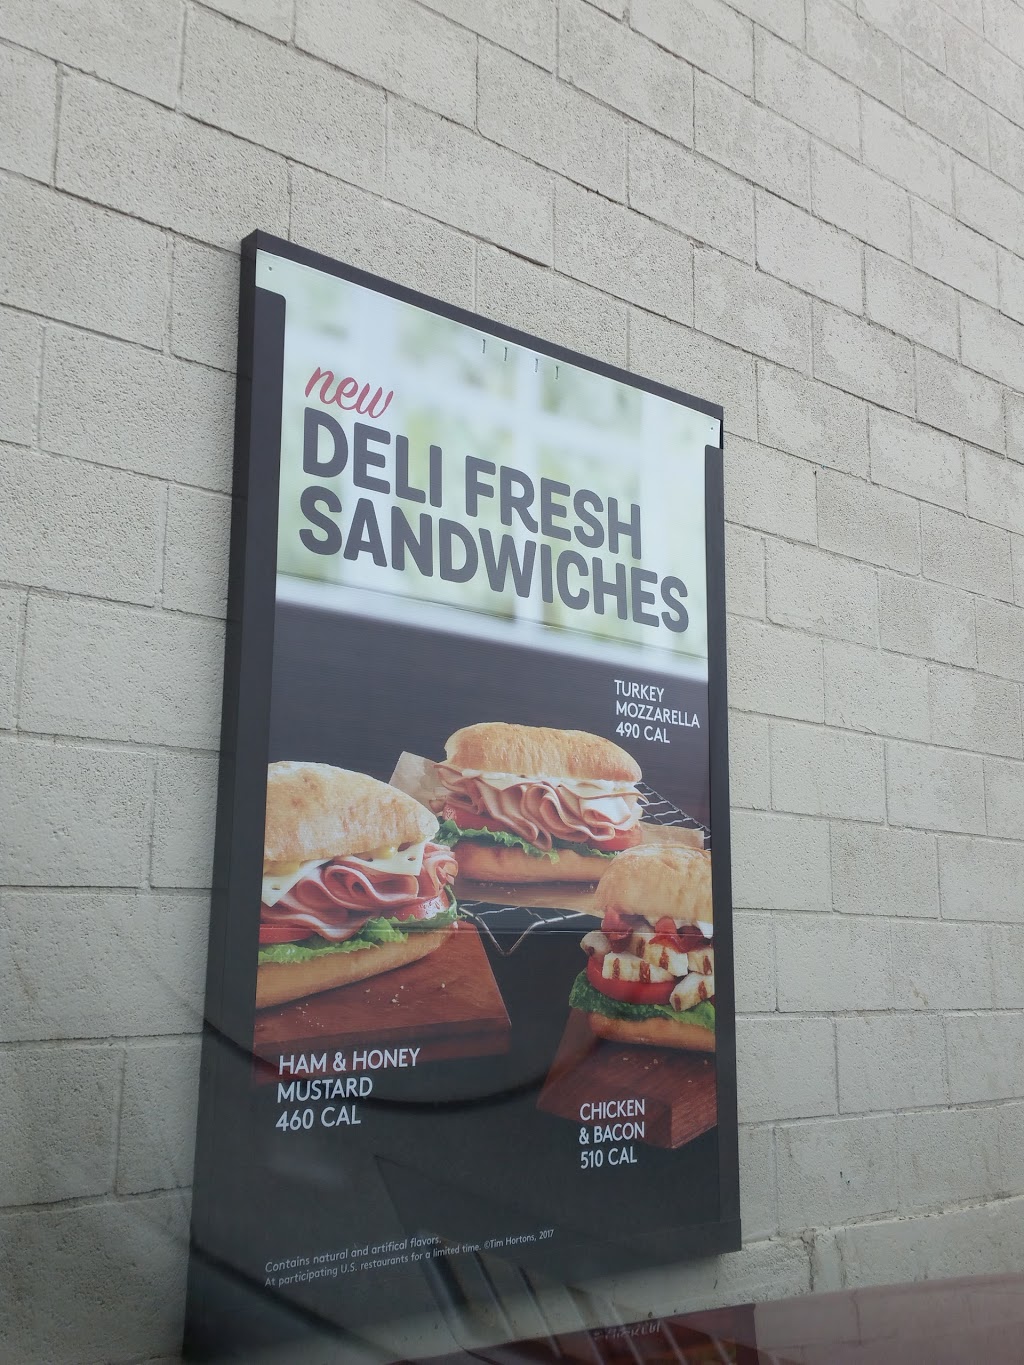 new
DELI FRESH
SANDWICHES
TURKEY
MOZZARELLA
490 CAL
HAM & HONEY
MUSTARD
460 CAL
CHICKEN
& BACON
510 CAL
Contains natural and artifical flavors.
At participating U.S. restaurants for a limited time. ©Tim Hortons, 2017